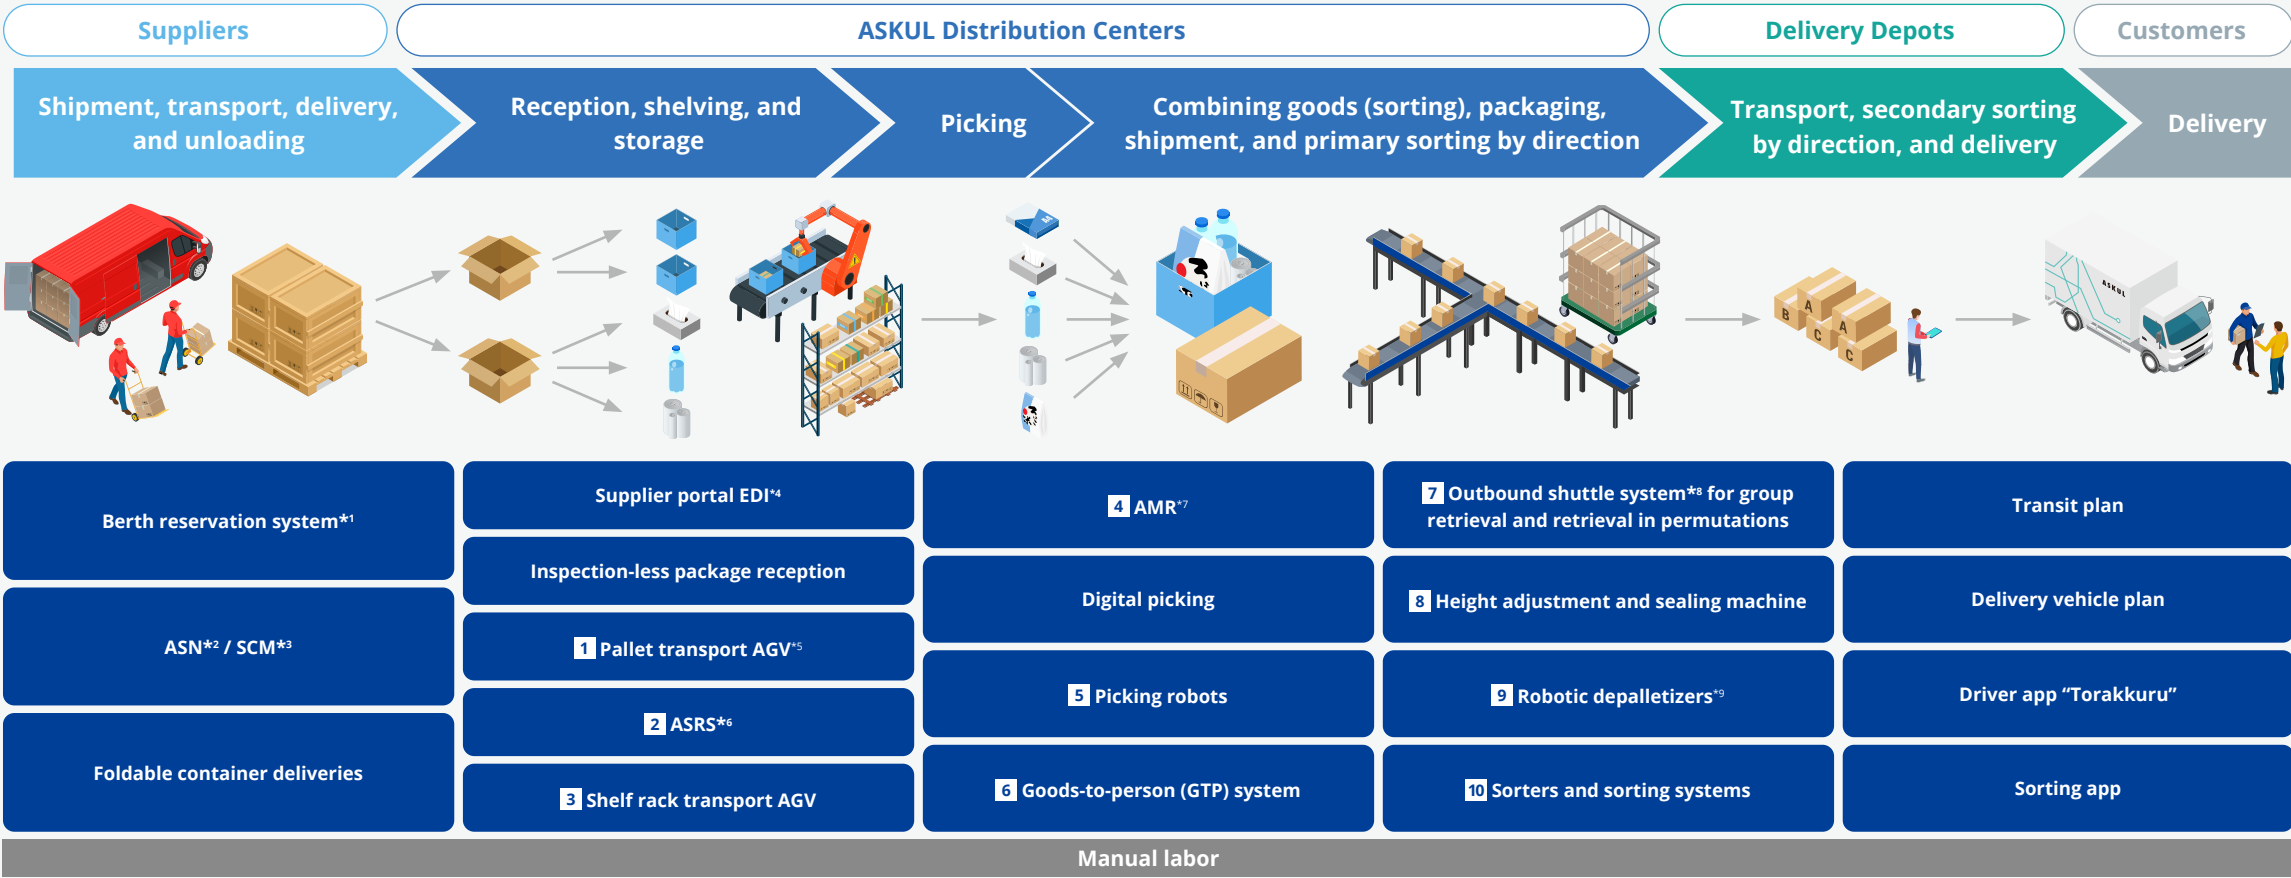 Suppliers
ASKUL Distribution Centers
Delivery Depots
Customers
Shipment, transport, delivery,
and unloading
Reception, shelving, and
storage
Picking
Combining goods (sorting), packaging,
shipment, and primary sorting by direction
Transport, secondary sorting
by direction, and delivery
Delivery
A4
A
B
C
A
C
ASKUL
Berth reservation system*1
ASN*2 / SCM*3
Foldable container deliveries
Supplier portal EDI*4
Inspection-less package reception
1 Pallet transport AGV*5
2 ASRS*6
3 Shelf rack transport AGV
4 AMR*7
Digital picking
5 Picking robots
6 Goods-to-person (GTP) system
7 Outbound shuttle system*8 for group
retrieval and retrieval in permutations
8 Height adjustment and sealing machine
9 Robotic depalletizers*9
10 Sorters and sorting systems
Transit plan
Delivery vehicle plan
Driver app “Torakkuru”
Sorting app
Manual labor